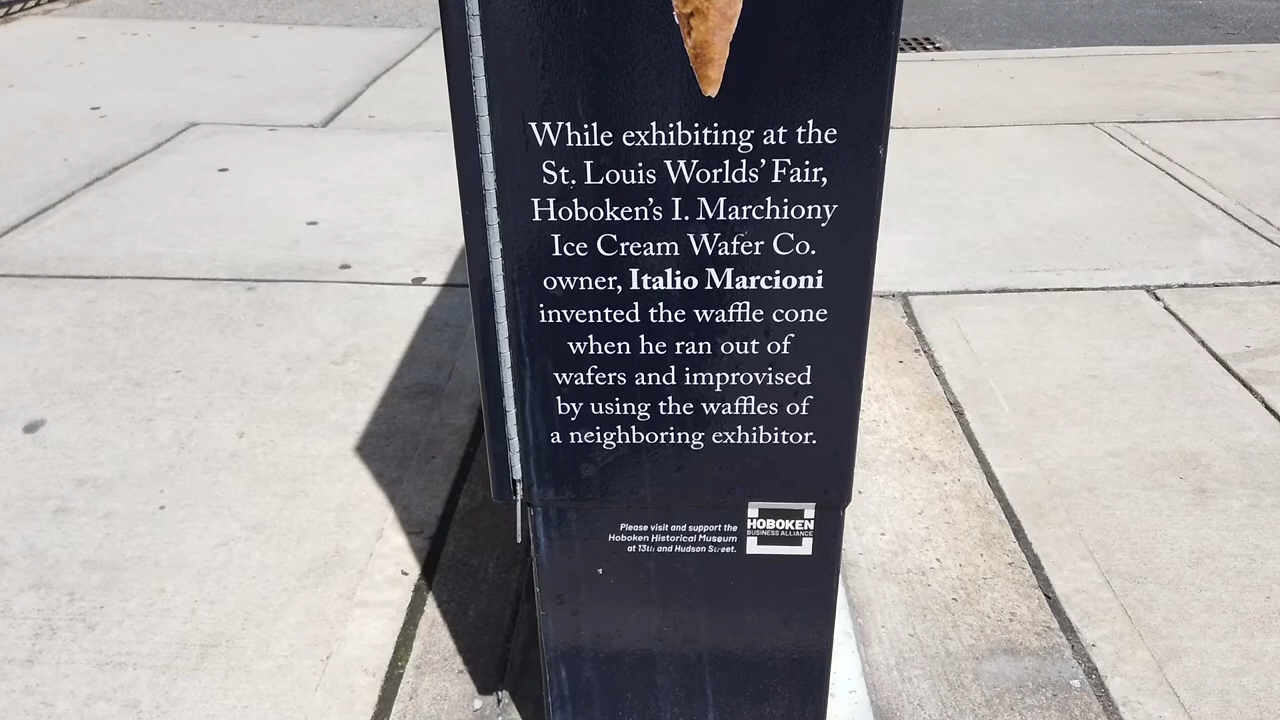 While exhibiting at the
St. Louis Worlds' Fair,
Hoboken's I. Marchiony
Ice Cream Wafer Co.
owner, Italio Marcioni
invented the waffle cone
when he ran out of
wafers and improvised
by using the waffles of
a neighboring exhibitor.
Please visit and support the
Hoboken Historical Museum
at 13th and Hudson Street.
HOBOKEN
BUSINESS ALLIANCE